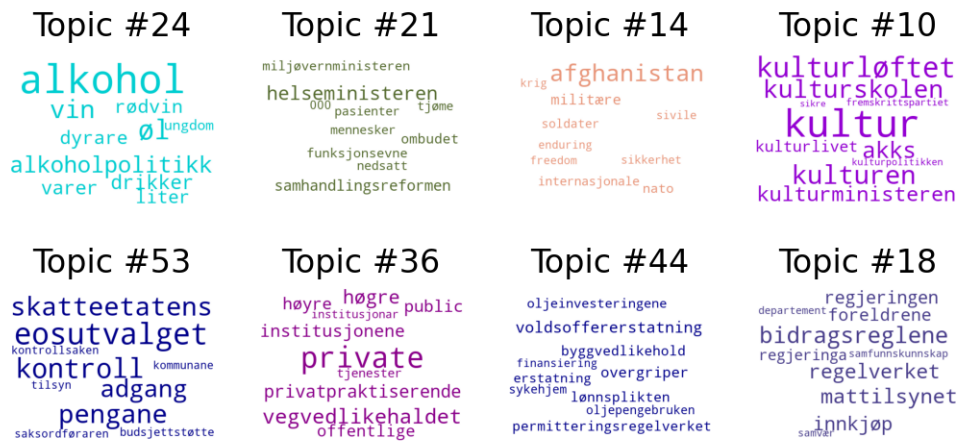 Topic #24
alkohol
vin rødvin
dyrare øl ungdom
alkoholpolitikk
varer drikker
liter
Topic #21
miljøvernministeren
helseministeren
000 pasienter tjøme
mennesker
ombudet
funksjonsevne
nedsatt
samhandlingsreformen
Topic #14
krig afghanistan
militære
sivile
soldater
enduring
freedom sikkerhet
internasjonale
nato
Topic #10
kulturløftet
kulturskolen
sikre fremskrittspartiet
kultur
kulturlivet akks
kulturpolitikken
kulturen
kulturministeren
Topic #53
skatteetatens
eosutvalget
kontrollsaken
kontroll kommunane
tilsyn adgang
pengane
saksordføraren budsjettstøtte
Topic #36
høyre høgre public
institusjonar
institusjonene
private
tjenester
privatpraktiserende
vegvedlikehaldet
offentlige
Topic #44
oljeinvesteringene
voldsoffererstatning
byggvedlikehold
finansiering
erstatning overgriper
sykehjem lønnsplikten
oljepengebruken
permitteringsregelverket
Topic #18
regjeringen
departement foreldrene
bidragsreglene
regjeringa samfunnskunnskap
regelverket
mattilsynet
innkjøp
samvær